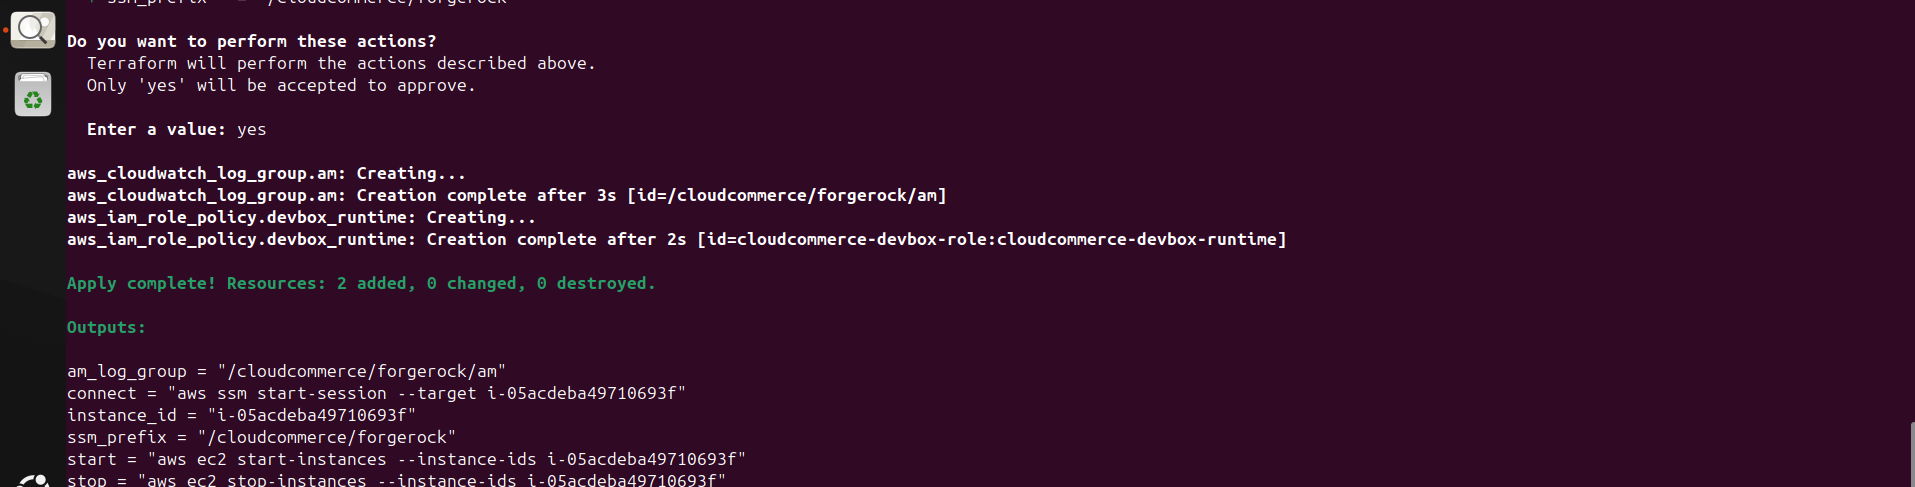 ssm_prefix = "/cloudcommerce/forgerock"
Do you want to perform these actions?
Terraform will perform the actions described above.
Only 'yes' will be accepted to approve.
Enter a value: yes
aws_cloudwatch_log_group.am: Creating...
aws_cloudwatch_log_group.am: Creation complete after 3s [id=/cloudcommerce/forgerock/am]
aws_iam_role_policy.devbox_runtime: Creating...
aws_iam_role_policy.devbox_runtime: Creation complete after 2s [id=cloudcommerce-devbox-role:cloudcommerce-devbox-runtime]
Apply complete! Resources: 2 added, 0 changed, 0 destroyed.
Outputs:
am_log_group = "/cloudcommerce/forgerock/am"
connect = "aws ssm start-session --target i-05acdeba49710693f"
instance_id = "i-05acdeba49710693f"
ssm_prefix = "/cloudcommerce/forgerock"
start = "aws ec2 start-instances --instance-ids i-05acdeba49710693f"
stop = "aws ec2 stop-instances --instance-ids i-05acdeba49710693f"